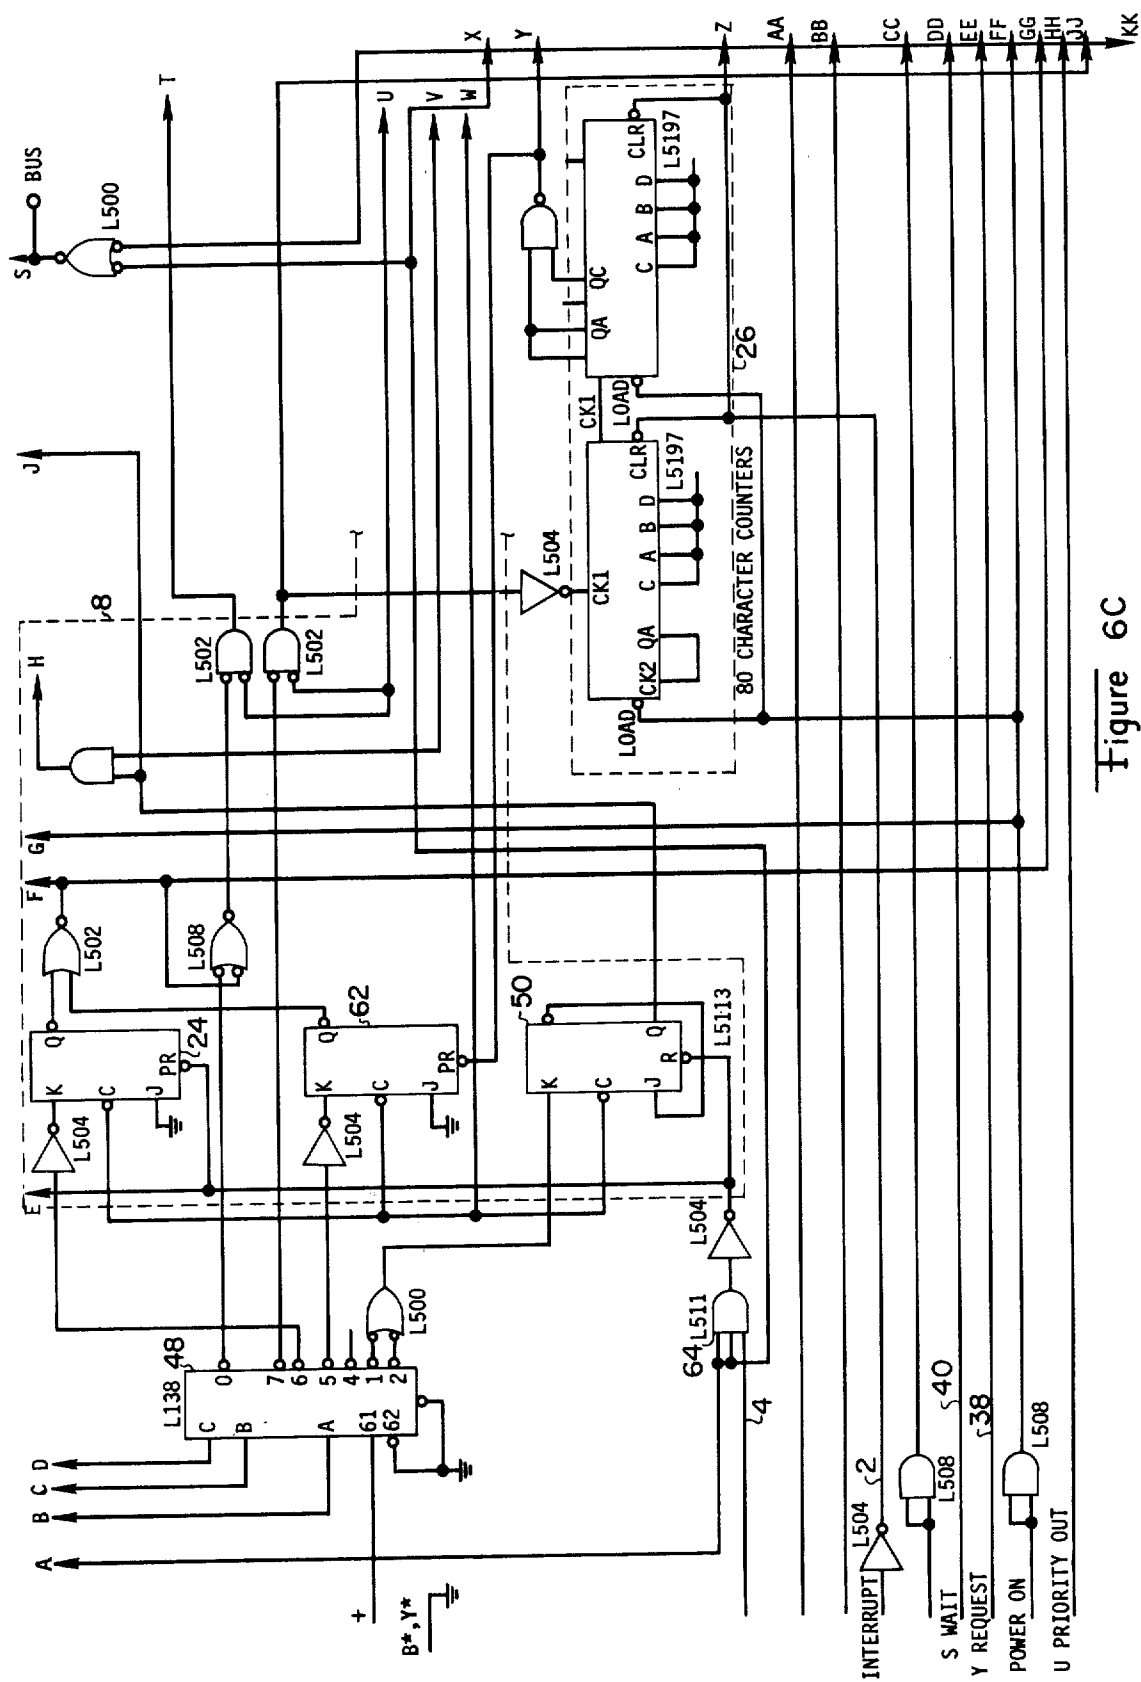 A
B
C
D
E
F
G
H
J
S
BUS
L500
T
U
V
W
X
Y
Z
AA
BB
CC
DD
EE
FF
GG
HH
JJ
KK
8
L504
K
C
J
Q
PR
24
L502
L508
L502
L502
L138
48
C
B
A
61
62
0
7
6
5
4
1
2
L500
L504
K
C
J
Q
PR
62
50
K
C
J
Q
R
L5113
L504
64
L511
4
+
B*,Y*
L504
CK1
LOAD
CK2
QA
C
A
B
D
CLR
L5197
CK1
LOAD
QA
QC
C
A
B
D
CLR
L5197
80 CHARACTER COUNTERS
26
INTERRUPT
L504
2
L508
S WAIT
40
Y REQUEST
38
POWER ON
L508
U PRIORITY OUT
Figure 6C